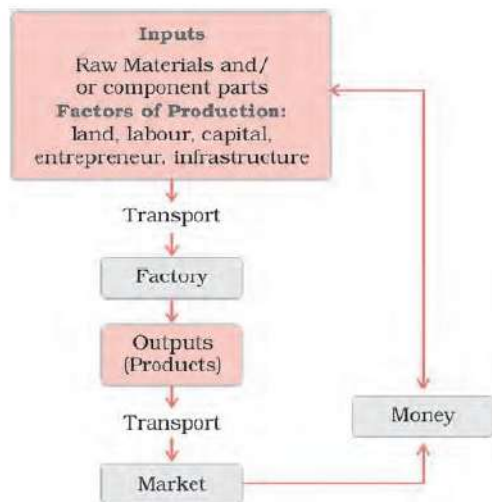 Inputs
Raw Materials and/
or component parts
Factors of Production:
land, labour, capital,
entrepreneur, infrastructure
Transport
Factory
Outputs
(Products)
Transport
Money
Market